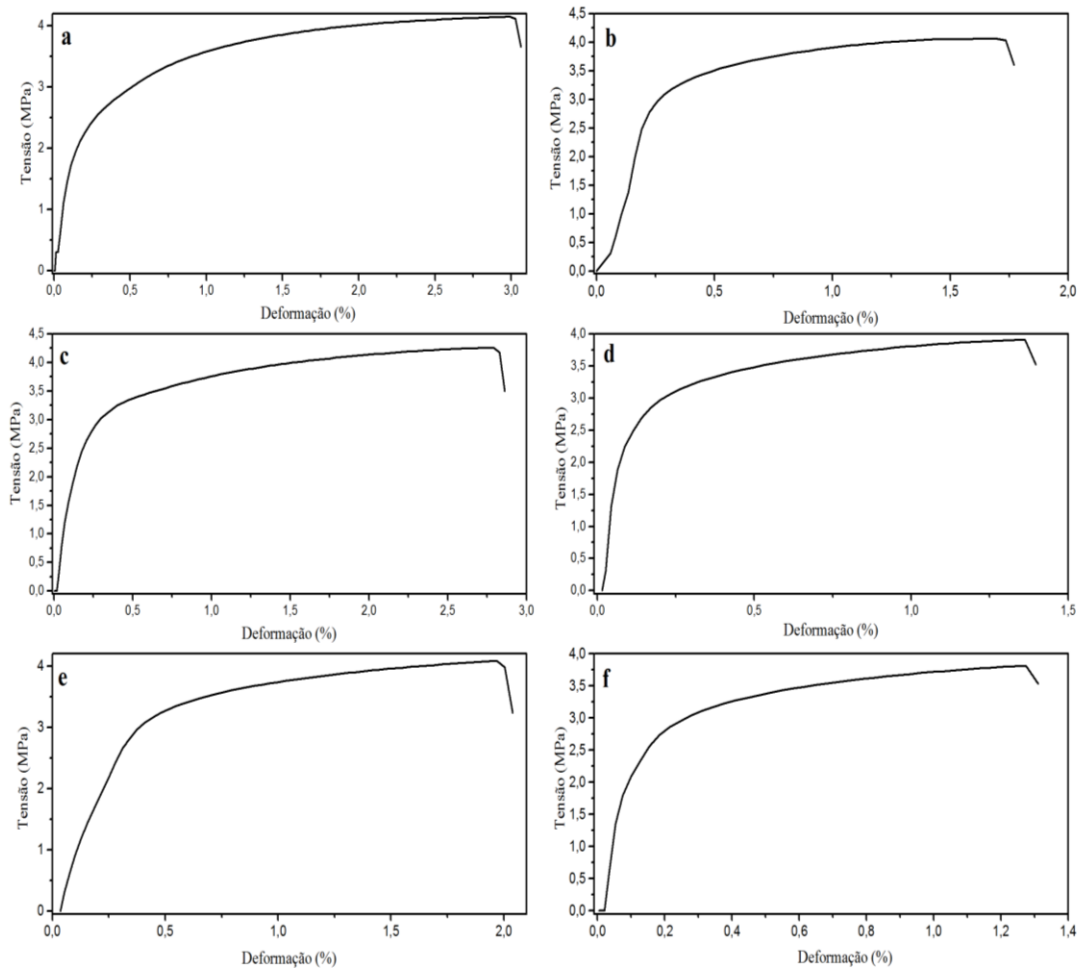 a
Tensão (MPa)
4
3
2
1
0
0,0 0,5 1,0 1,5 2,0 2,5 3,0
Deformação (%)
b
Tensão (MPa)
4,5
4,0
3,5
3,0
2,5
2,0
1,5
1,0
0,5
0,0
0,0 0,5 1,0 1,5 2,0
Deformação (%)
c
Tensão (MPa)
4,5
4,0
3,5
3,0
2,5
2,0
1,5
1,0
0,5
0,0
0,0 0,5 1,0 1,5 2,0 2,5 3,0
Deformação (%)
d
Tensão (MPa)
4,0
3,5
3,0
2,5
2,0
1,5
1,0
0,5
0,0
0,0 0,5 1,0 1,5
Deformação (%)
e
Tensão (MPa)
4
3
2
1
0
0,0 0,5 1,0 1,5 2,0
Deformação (%)
f
Tensão (MPa)
4,0
3,5
3,0
2,5
2,0
1,5
1,0
0,5
0,0
0,0 0,2 0,4 0,6 0,8 1,0 1,2 1,4
Deformação (%)